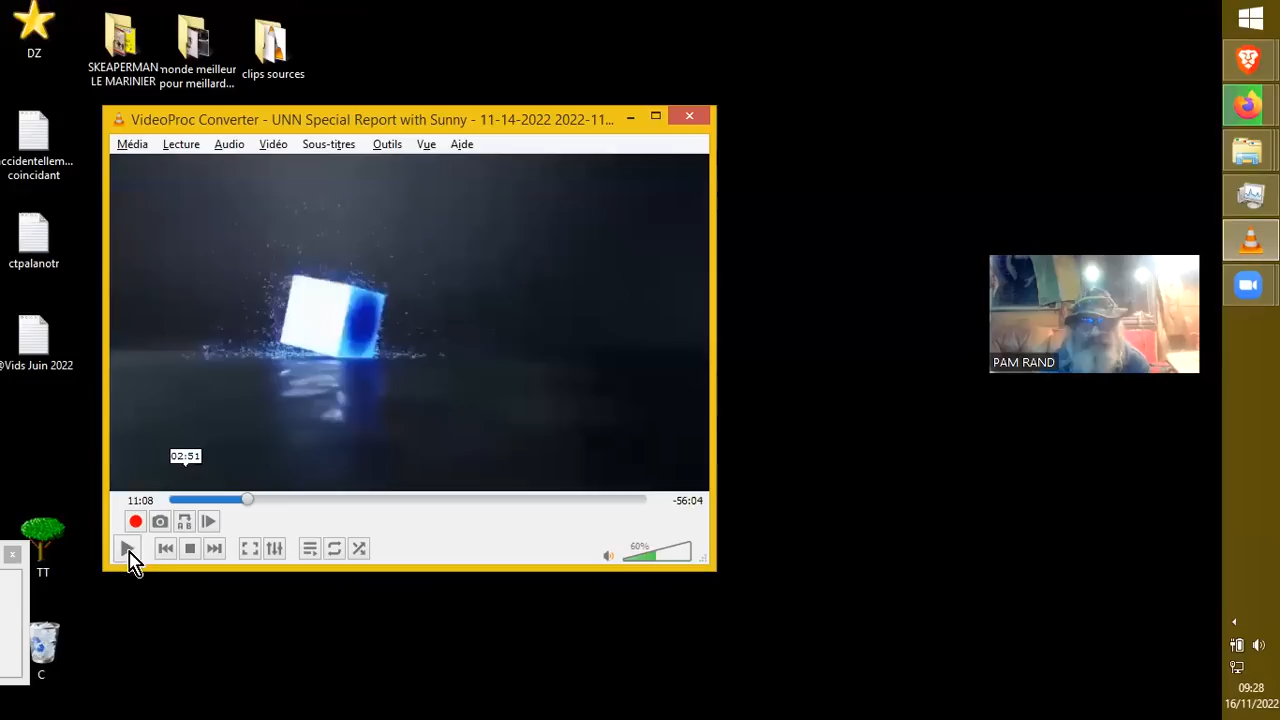 DZ
SKEAPERMAN
LE MARINIER
monde meilleur
pour meillard...
clips sources
ccidentellem...
coincidant
ctpalanotr
@Vids Juin 2022
VideoProc Converter - UNN Special Report with Sunny - 11-14-2022 2022-11...
Média Lecture Audio Vidéo Sous-titres Outils Vue Aide
02:51
11:08
-56:04
60%
PAM RAND
x
TT
C
09:28
16/11/2022